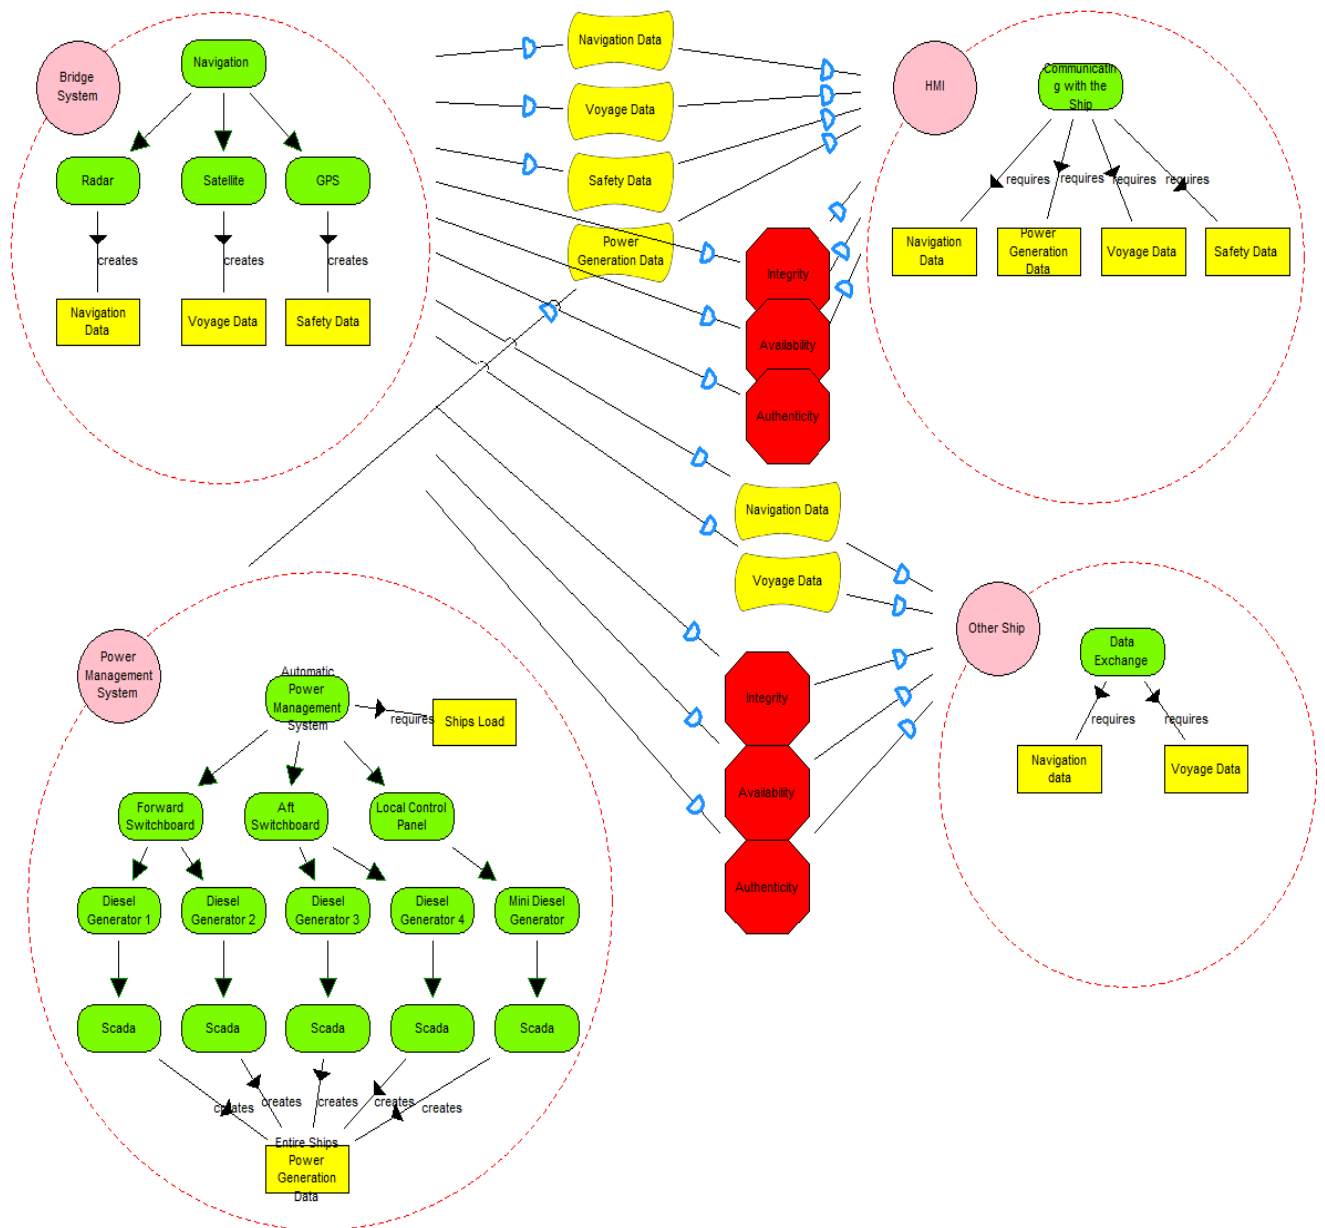 Bridge
System
Navigation
Radar
Satellite
GPS
creates
creates
creates
Navigation
Data
Voyage Data
Safety Data
Navigation Data
Voyage Data
Safety Data
Power
Generation Data
Integrity
Availability
Authenticity
HMI
Communicatin
g with the
Ship
requires
requires
requires
requires
Navigation
Data
Power
Generation
Data
Voyage Data
Safety Data
Navigation Data
Voyage Data
Integrity
Availability
Authenticity
Other Ship
Data
Exchange
requires
requires
Navigation
data
Voyage Data
Power
Management
System
Automatic
Power
Management
System
requires
Ships Load
Forward
Switchboard
Aft
Switchboard
Local Control
Panel
Diesel
Generator 1
Diesel
Generator 2
Diesel
Generator 3
Diesel
Generator 4
Mini Diesel
Generator
Scada
Scada
Scada
Scada
Scada
creates
creates
creates
creates
creates
Entire Ships
Power
Generation
Data